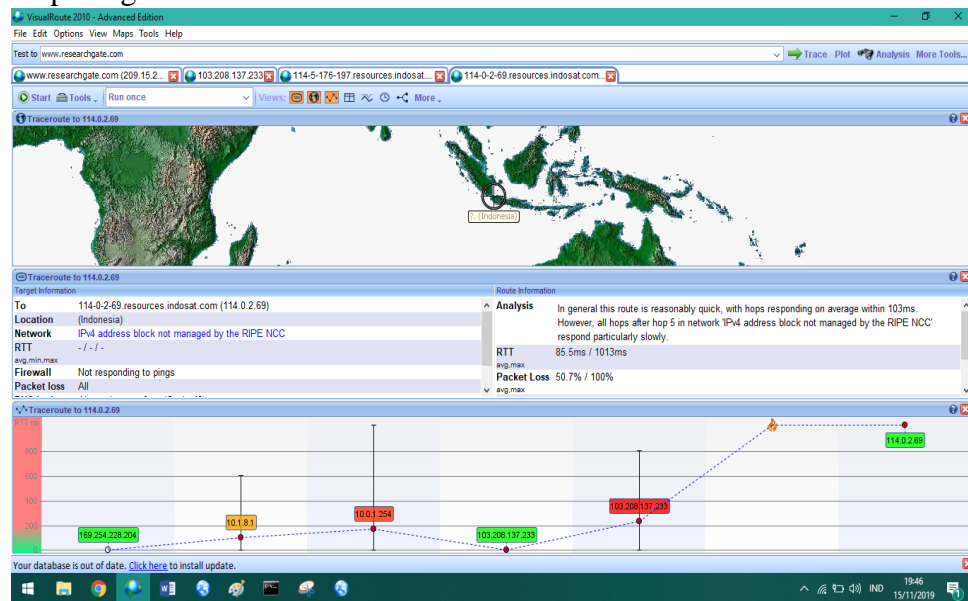 VisualRoute 2010 - Advanced Edition
File Edit Options View Maps Tools Help
Test to www.researchgate.com
Trace Plot Analysis More Tools...
www.researchgate.com (209.15.2... 103.208.137.233 114-5-176-197.resources.indosat.... 114-0-2-69.resources.indosat.com..
Start Tools Run once Views: More
Traceroute to 114.0.2.69
?. (Indonesia)
Traceroute to 114.0.2.69
Target Information
To 114-0-2-69.resources.indosat.com (114.0.2.69)
Location (Indonesia)
Network IPv4 address block not managed by the RIPE NCC
RTT - / - / -
avg,min,max
Firewall Not responding to pings
Packet loss All
Route Information
Analysis In general this route is reasonably quick, with hops responding on average within 103ms.
However, all hops after hop 5 in network 'IPv4 address block not managed by the RIPE NCC'
respond particularly slowly.
RTT 85.5ms / 1013ms
avg,max
Packet Loss 50.7% / 100%
avg,max
Traceroute to 114.0.2.69
RTT ms
800
600
400
200
0
169.254.228.204
10.1.8.1
10.0.1.254
103.208.137.233
103.208.137.233
114.0.2.69
Your database is out of date. Click here to install update.
IND
19:46
15/11/2019